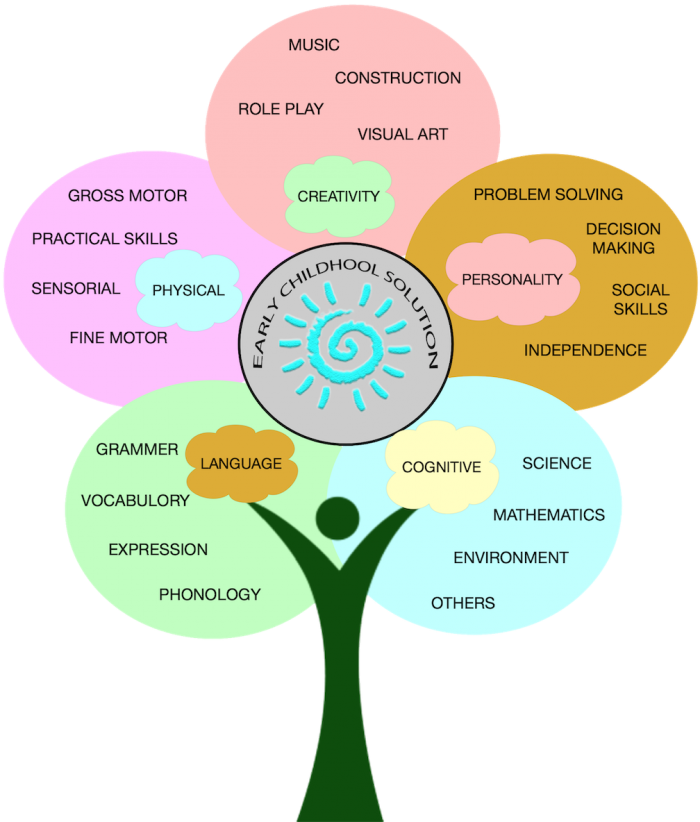 MUSIC
CONSTRUCTION
ROLE PLAY
VISUAL ART
CREATIVITY
GROSS MOTOR
PRACTICAL SKILLS
SENSORIAL
PHYSICAL
FINE MOTOR
PROBLEM SOLVING
DECISION
MAKING
PERSONALITY
SOCIAL
SKILLS
INDEPENDENCE
EARLY CHILDHOOL SOLUTION
GRAMMER
LANGUAGE
VOCABULORY
EXPRESSION
PHONOLOGY
COGNITIVE
SCIENCE
MATHEMATICS
ENVIRONMENT
OTHERS